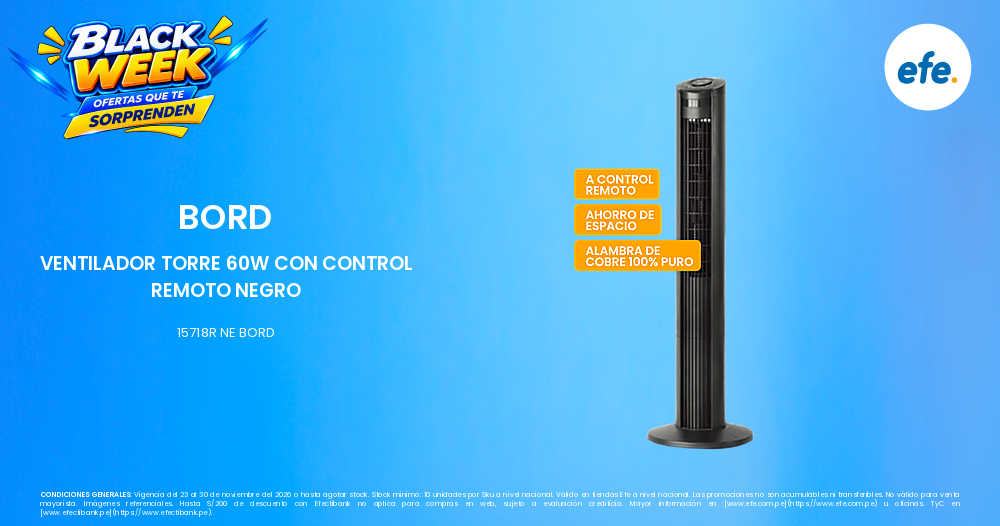 BLACK
WEEK
OFERTAS QUE TE
SORPRENDEN
efe.
A CONTROL
REMOTO
AHORRO DE
ESPACIO
ALAMBRA DE
COBRE 100% PURO
BORD
VENTILADOR TORRE 60W CON CONTROL
REMOTO NEGRO
15718R NE BORD
CONDICIONES GENERALES: Vigencia del 23 al 30 de noviembre del 2026 o hasta agotar stock. Stock mínimo: 10 unidades por Sku a nivel nacional. Válido en tiendas Efe a nivel nacional. Las promociones no son acumulables ni transferibles. No válido para venta
mayorista. Imágenes referenciales. Hasta S/200 de descuento con Efectibank no aplica para compras en web, sujeto a evaluación crediticia. Mayor información en [www.efe.com.pe](https://www.efe.com.pe) u oficinas. TyC en
[www.efectibank.pe](https://www.efectibank.pe).